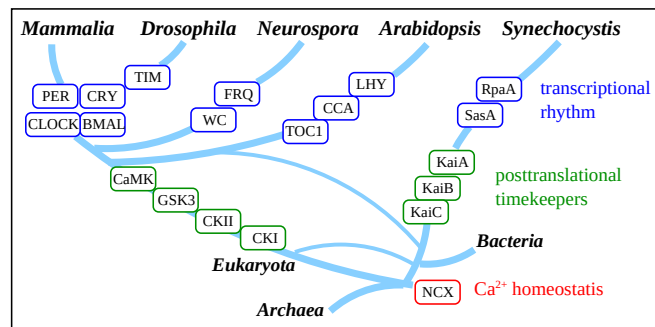 Mammalia Drosophila Neurospora Arabidopsis Synechocystis
TIM
PER CRY
FRQ
LHY
RpaA
transcriptional
rhythm
CLOCK BMAL
WC
CCA
TOC1
SasA
KaiA
KaiB
KaiC
posttranslational
timekeepers
CaMK
GSK3
CKII
CKI
Eukaryota
Bacteria
Archaea
NCX
Ca²⁺ homeostatis